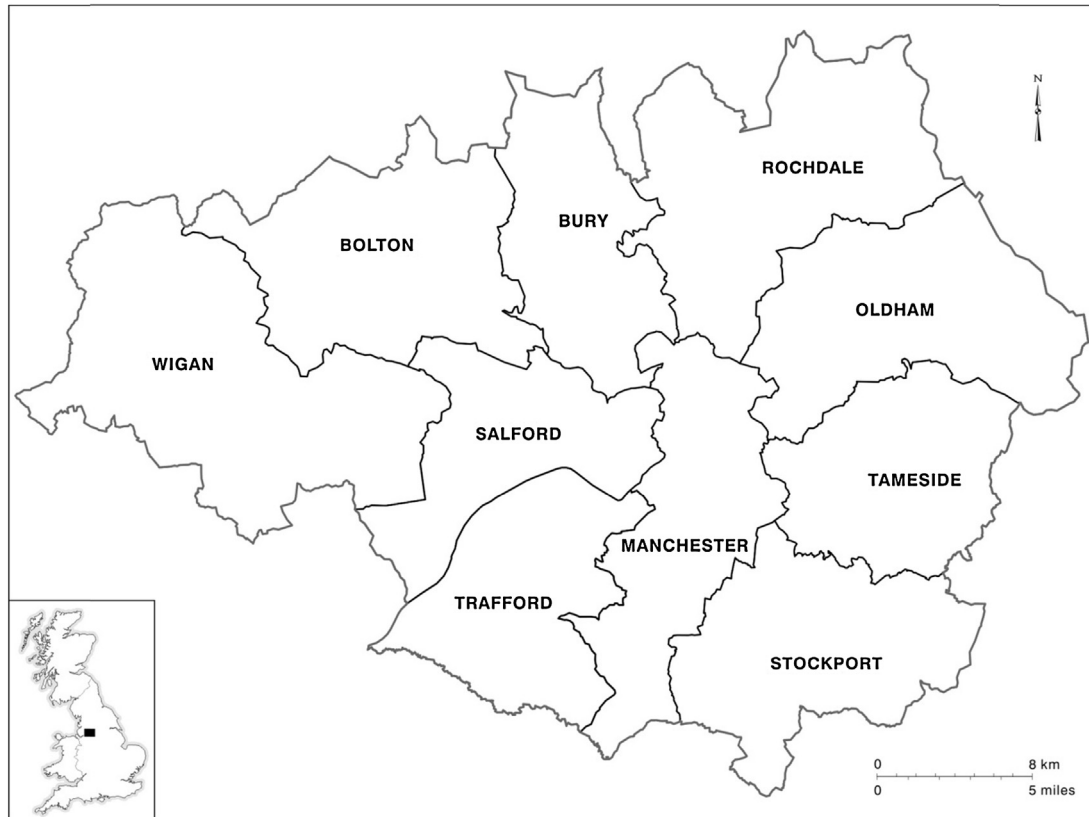 N
ROCHDALE
BURY
BOLTON
OLDHAM
WIGAN
SALFORD
TAMESIDE
MANCHESTER
TRAFFORD
STOCKPORT
0 8 km
0 5 miles